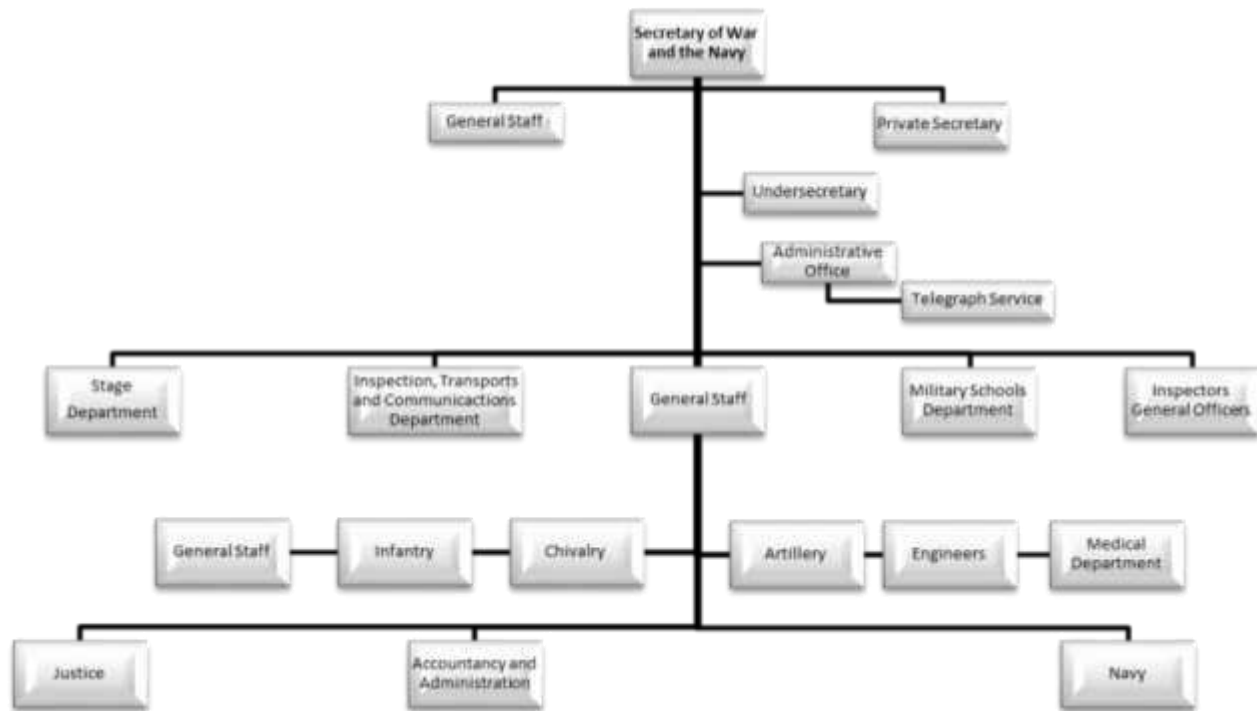 Secretary of War
and the Navy
General Staff
Private Secretary
Undersecretary
Administrative
Office
Telegraph Service
Stage
Department
Inspection, Transports
and Communicactions
Department
General Staff
Military Schools
Department
Inspectors
General Officers
General Staff
Infantry
Chivalry
Artillery
Engineers
Medical
Department
Justice
Accountancy and
Administration
Navy